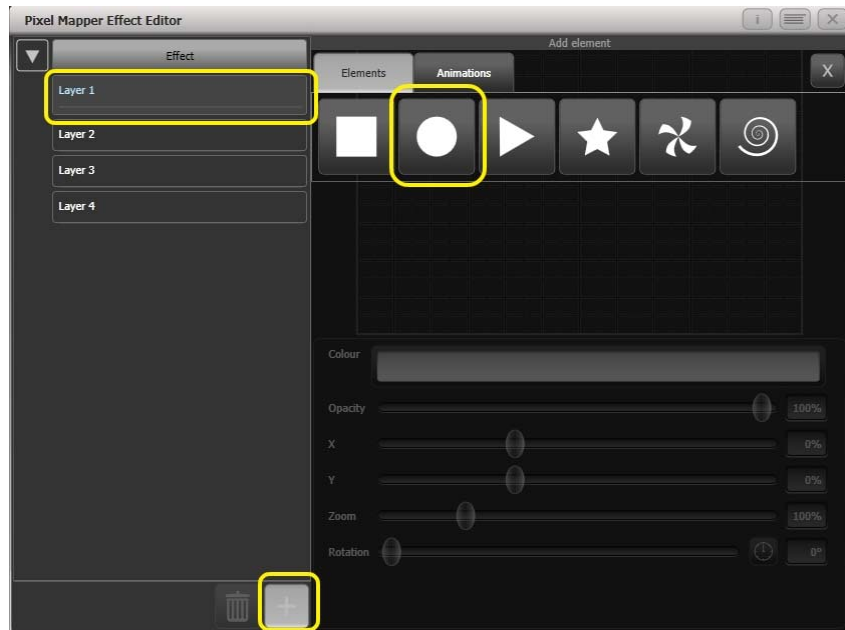 Pixel Mapper Effect Editor
i
X
Effect
Add element
Elements
Animations
X
Layer 1
Layer 2
Layer 3
Layer 4
Colour
Opacity
100%
X
0%
Y
0%
Zoom
100%
Rotation
0°
+